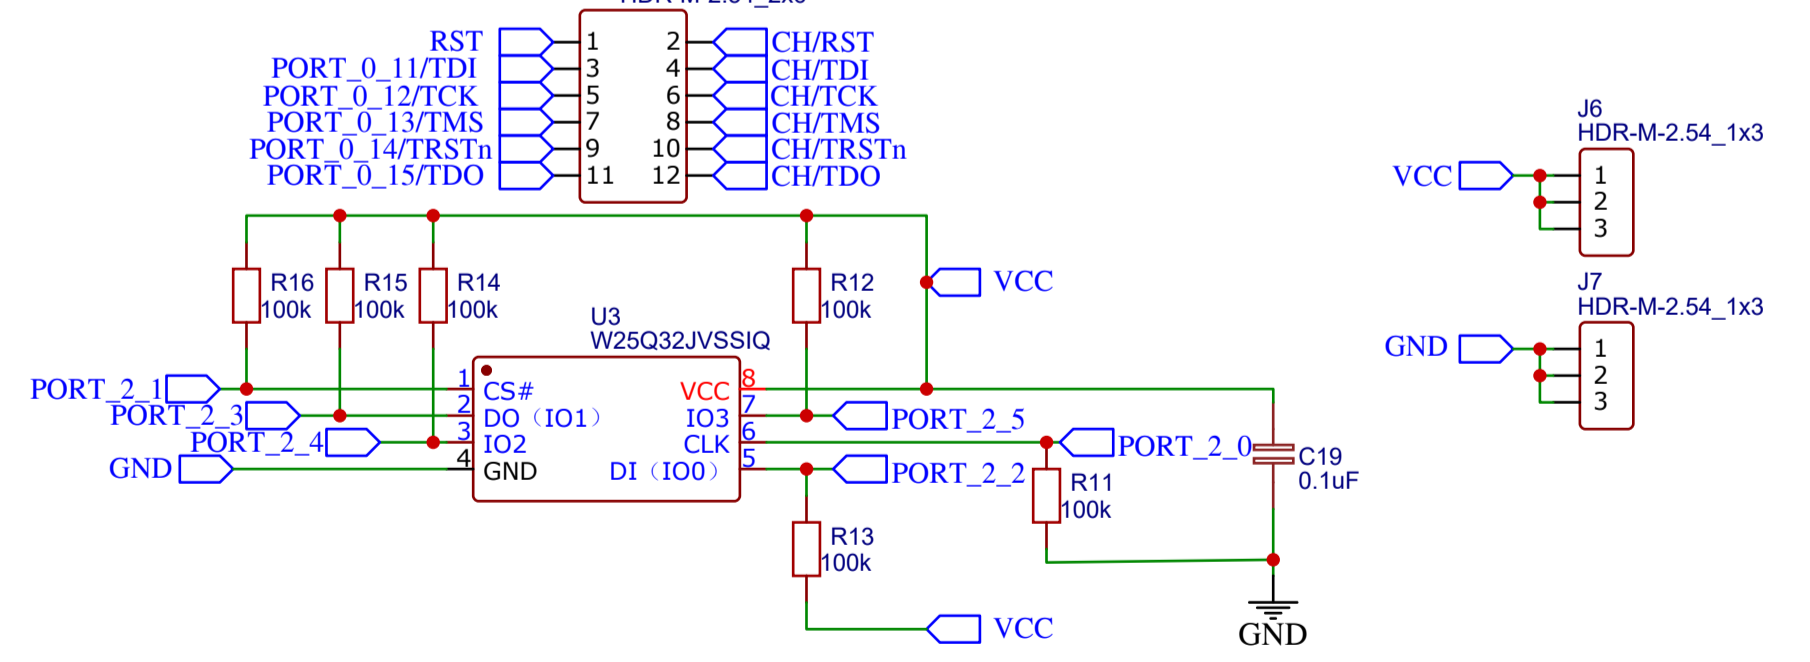 RST 1 2 CH/RST
PORT_0_11/TDI 3 4 CH/TDI
PORT_0_12/TCK 5 6 CH/TCK
PORT_0_13/TMS 7 8 CH/TMS
PORT_0_14/TRSTn 9 10 CH/TRSTn
PORT_0_15/TDO 11 12 CH/TDO
J6
HDR-M-2.54_1x3
VCC 1
2
3
J7
HDR-M-2.54_1x3
GND 1
2
3
R16
100k
R15
100k
R14
100k
R12
100k
VCC
U3
W25Q32JVSSIQ
PORT_2_1 1 CS# VCC 8
PORT_2_3 2 DO（IO1） IO3 7 PORT_2_5
PORT_2_4 3 IO2 CLK 6 PORT_2_0
GND 4 GND DI（IO0） 5 PORT_2_2
C19
0.1uF
R11
100k
R13
100k
VCC
GND